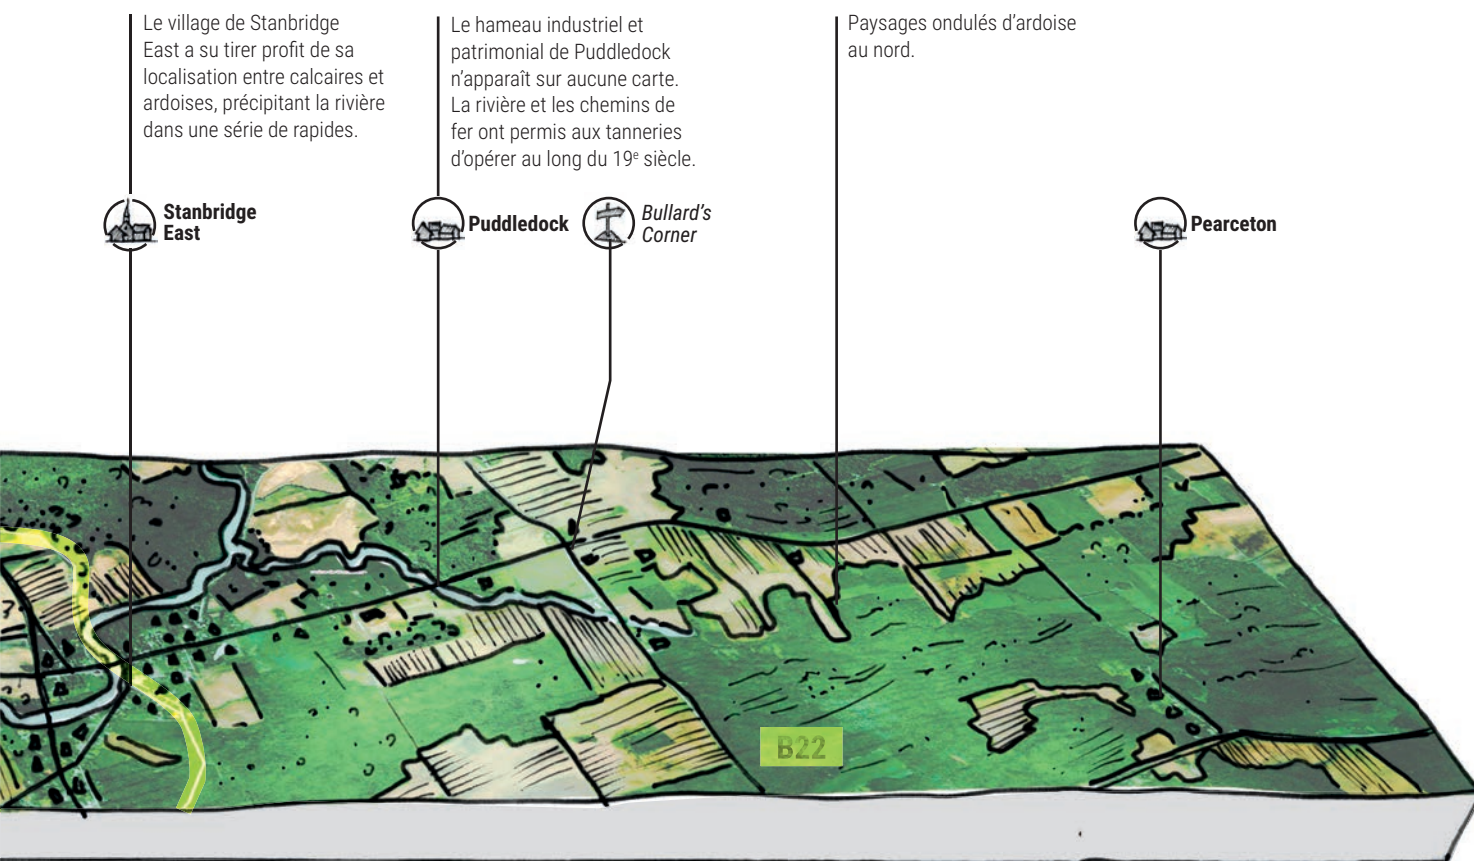 Le village de Stanbridge
East a su tirer profit de sa
localisation entre calcaires et
ardoises, précipitant la rivière
dans une série de rapides.
Le hameau industriel et
patrimonial de Puddledock
n’apparaît sur aucune carte.
La rivière et les chemins de
fer ont permis aux tanneries
d’opérer au long du 19e siècle.
Paysages ondulés d’ardoise
au nord.
Stanbridge
East
Puddledock
Bullard’s
Corner
Pearceton
B22